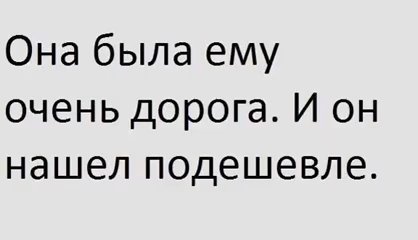 Она была ему
очень дорога. И он
нашел подешевле.